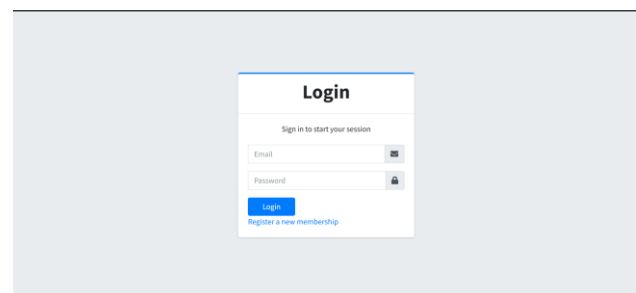 Login
Sign in to start your session
Email
Password
Login
Register a new membership